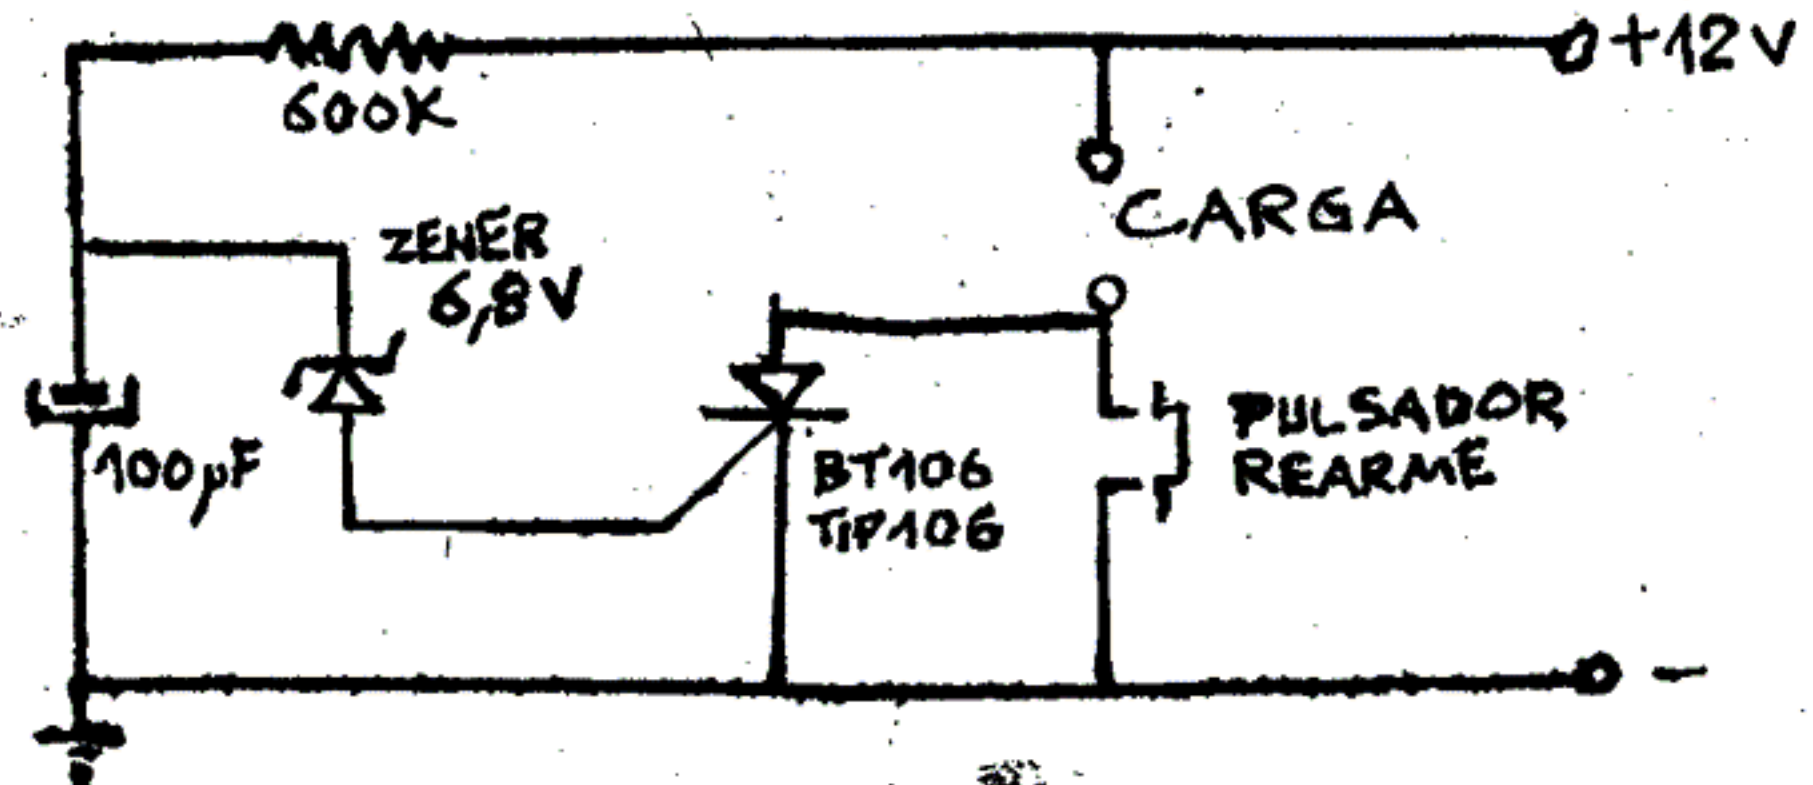 +12V
600K
CARGA
ZENER
6,8V
100µF
BT106
TIP106
PULSADOR
REARME
-